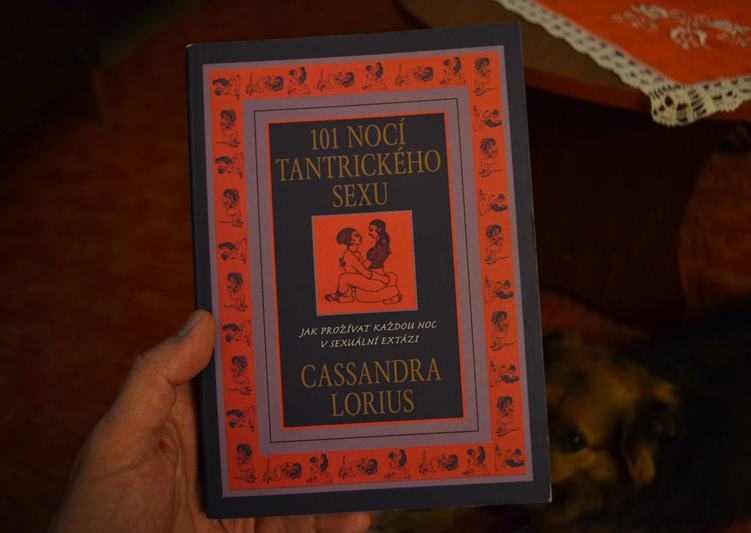 101 NOCÍ
TANTRICKÉHO
SEXU
JAK PROŽÍVAT KAŽDOU NOC
V SEXUÁLNÍ EXTÁZI
CASSANDRA
LORIUS